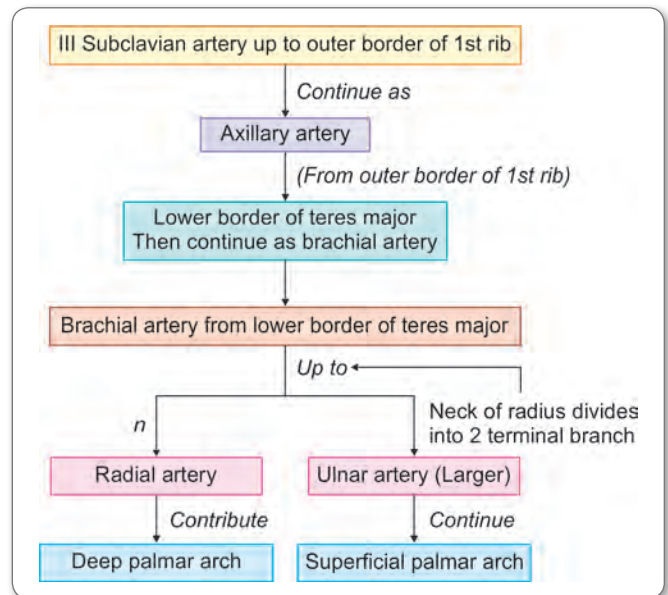 III Subclavian artery up to outer border of 1st rib
Continue as
Axillary artery
(From outer border of 1st rib)
Lower border of teres major
Then continue as brachial artery
Brachial artery from lower border of teres major
Up to
Neck of radius divides
into 2 terminal branch
n
Radial artery
Ulnar artery (Larger)
Contribute
Continue
Deep palmar arch
Superficial palmar arch